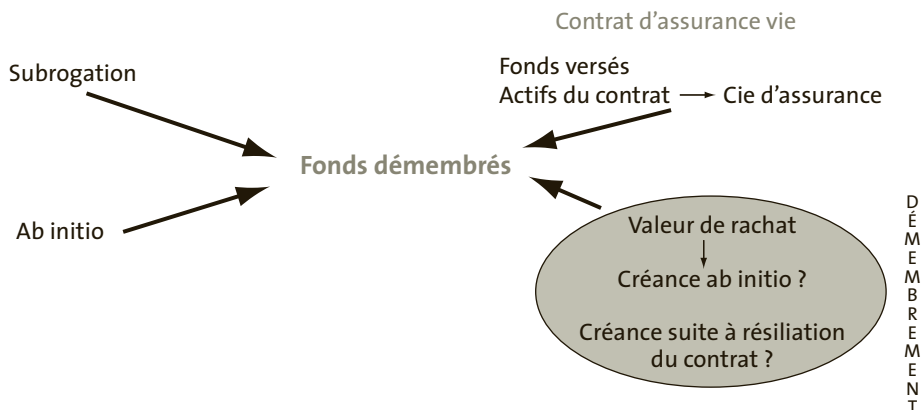 Contrat d’assurance vie
Subrogation
Fonds versés
Actifs du contrat → Cie d’assurance
Fonds démembrés
Ab initio
Valeur de rachat
Créance ab initio ?
Créance suite à résiliation
du contrat ?
DÉMEMBREMENT